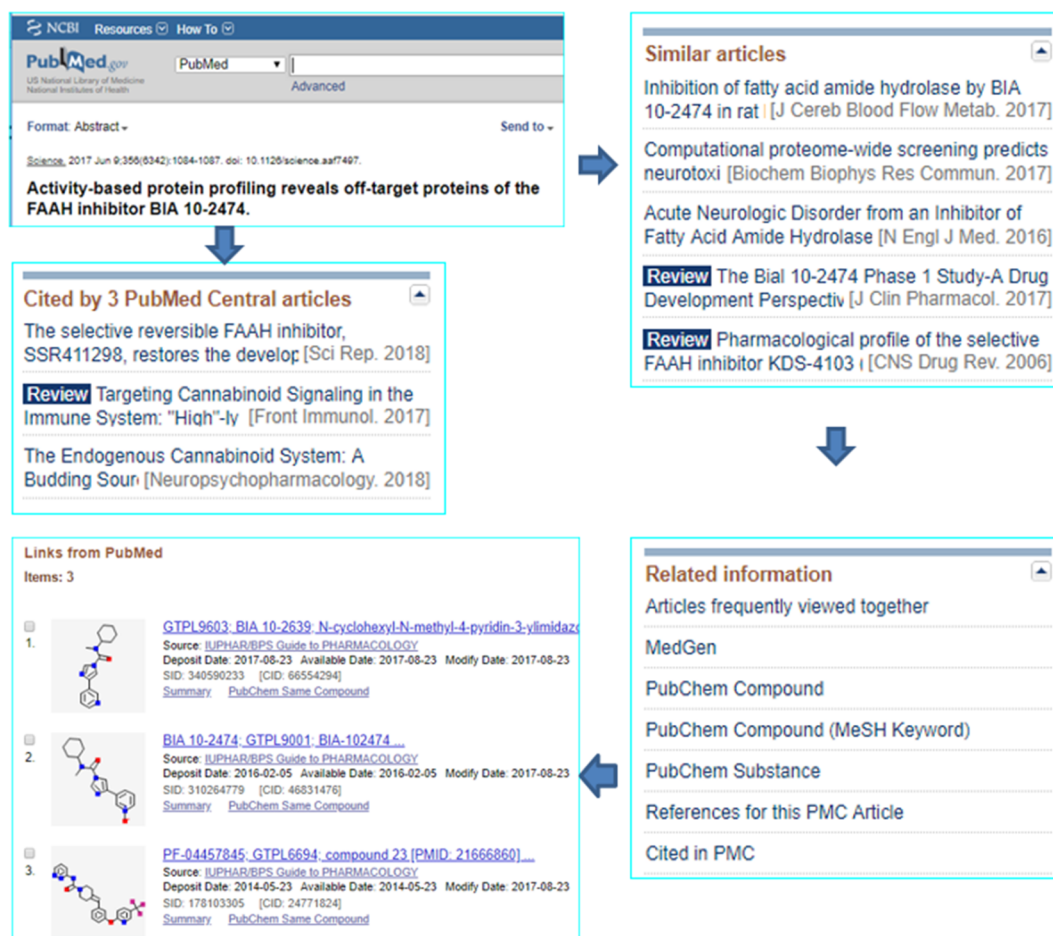 NCBI Resources How To
PubMed.gov
US National Library of Medicine
National Institutes of Health
PubMed
Advanced
Format: Abstract
Send to
Science. 2017 Jun 9;356(6342):1084-1087. doi: 10.1126/science.aaf7497.
Activity-based protein profiling reveals off-target proteins of the
FAAH inhibitor BIA 10-2474.
Similar articles
Inhibition of fatty acid amide hydrolase by BIA
10-2474 in rat [J Cereb Blood Flow Metab. 2017]
Computational proteome-wide screening predicts
neurotoxi [Biochem Biophys Res Commun. 2017]
Acute Neurologic Disorder from an Inhibitor of
Fatty Acid Amide Hydrolase [N Engl J Med. 2016]
Review The Bial 10-2474 Phase 1 Study-A Drug
Development Perspectiv [J Clin Pharmacol. 2017]
Review Pharmacological profile of the selective
FAAH inhibitor KDS-4103 ( [CNS Drug Rev. 2006]
Cited by 3 PubMed Central articles
The selective reversible FAAH inhibitor,
SSR411298, restores the develop [Sci Rep. 2018]
Review Targeting Cannabinoid Signaling in the
Immune System: "High"-ly [Front Immunol. 2017]
The Endogenous Cannabinoid System: A
Budding Sour [Neuropsychopharmacology. 2018]
Links from PubMed
Items: 3
1.
GTPL9603; BIA 10-2639; N-cyclohexyl-N-methyl-4-pyridin-3-ylimidazo
Source: IUPHAR/BPS Guide to PHARMACOLOGY
Deposit Date: 2017-08-23 Available Date: 2017-08-23 Modify Date: 2017-08-23
SID: 340590233 [CID: 66554294]
Summary PubChem Same Compound
2.
BIA 10-2474; GTPL9001; BIA-102474 ...
Source: IUPHAR/BPS Guide to PHARMACOLOGY
Deposit Date: 2016-02-05 Available Date: 2016-02-05 Modify Date: 2017-08-23
SID: 310264779 [CID: 46831476]
Summary PubChem Same Compound
3.
PF-04457845; GTPL6694; compound 23 [PMID: 21666860] ...
Source: IUPHAR/BPS Guide to PHARMACOLOGY
Deposit Date: 2014-05-23 Available Date: 2014-05-23 Modify Date: 2017-08-23
SID: 178103305 [CID: 24771824]
Summary PubChem Same Compound
Related information
Articles frequently viewed together
MedGen
PubChem Compound
PubChem Compound (MeSH Keyword)
PubChem Substance
References for this PMC Article
Cited in PMC